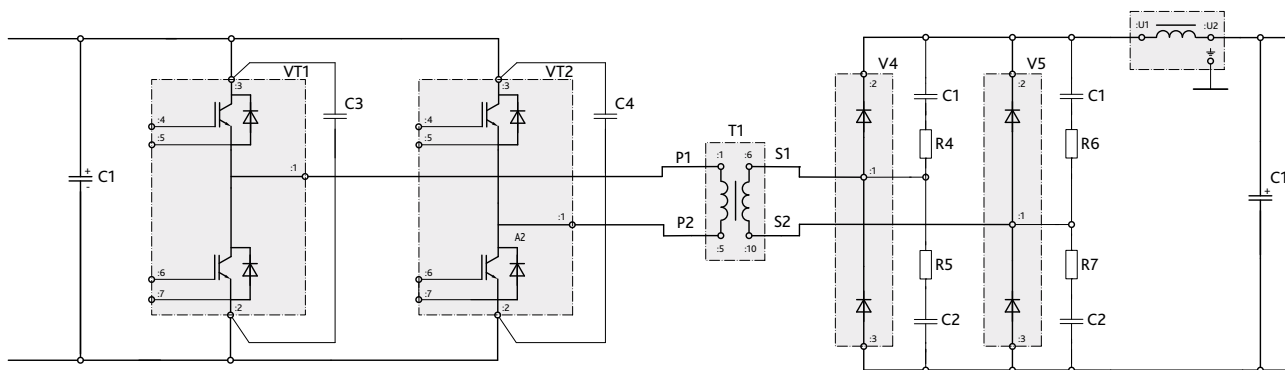 :U1
:U2
VT1
VT2
V4
V5
:3
:3
:2
:2
C3
C4
C1
C1
:4
:5
:4
:5
T1
R4
R6
P1
:1
:6
S1
:1
C1
+
-
:1
:1
C1
+
P2
:5
:10
S2
:1
A2
:6
:7
:6
:7
R5
R7
:2
:2
C2
C2
:3
:3